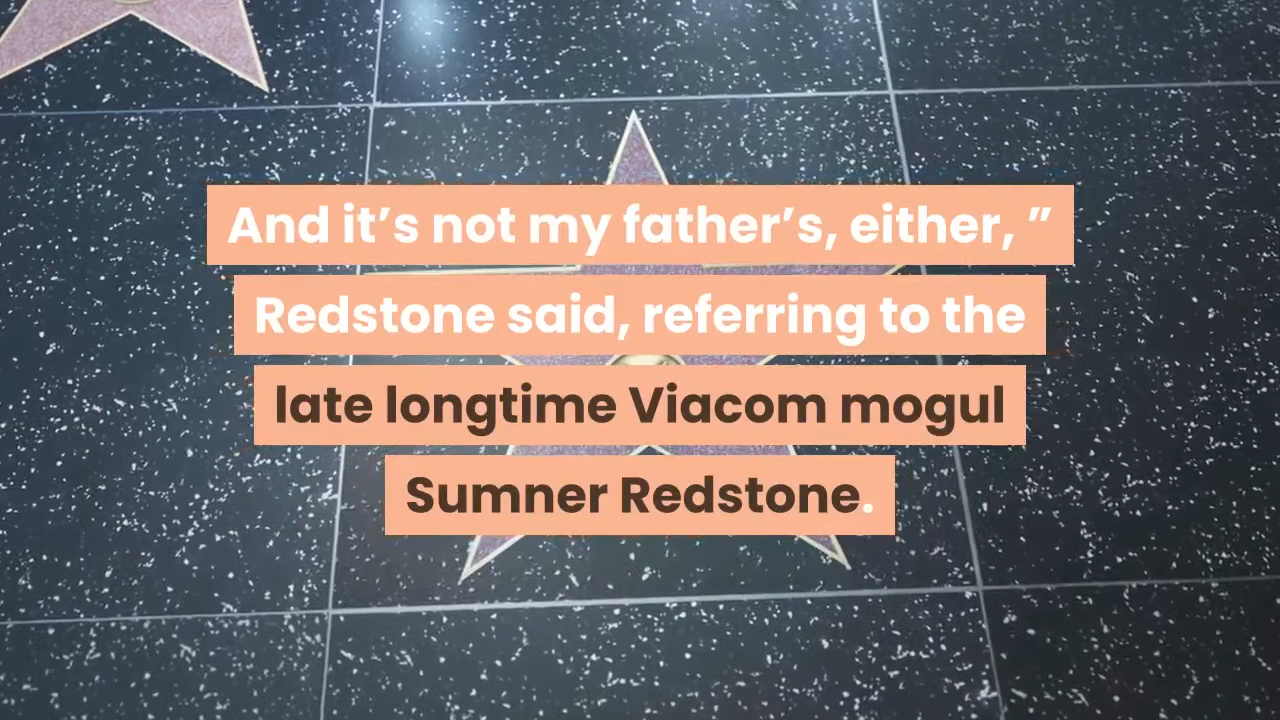 And it’s not my father’s, either, ”
Redstone said, referring to the
late longtime Viacom mogul
Sumner Redstone.